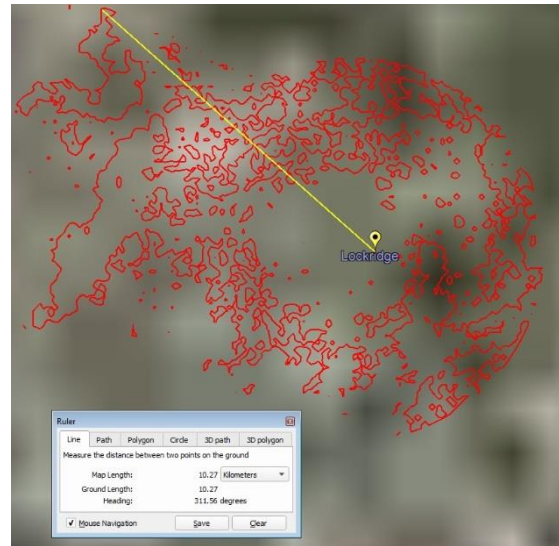 Lockridge
Ruler
Line Path Polygon Circle 3D path 3D polygon
Measure the distance between two points on the ground
Map Length: 10.27 Kilometers
Ground Length: 10.27
Heading: 311.56 degrees
Mouse Navigation Save Clear